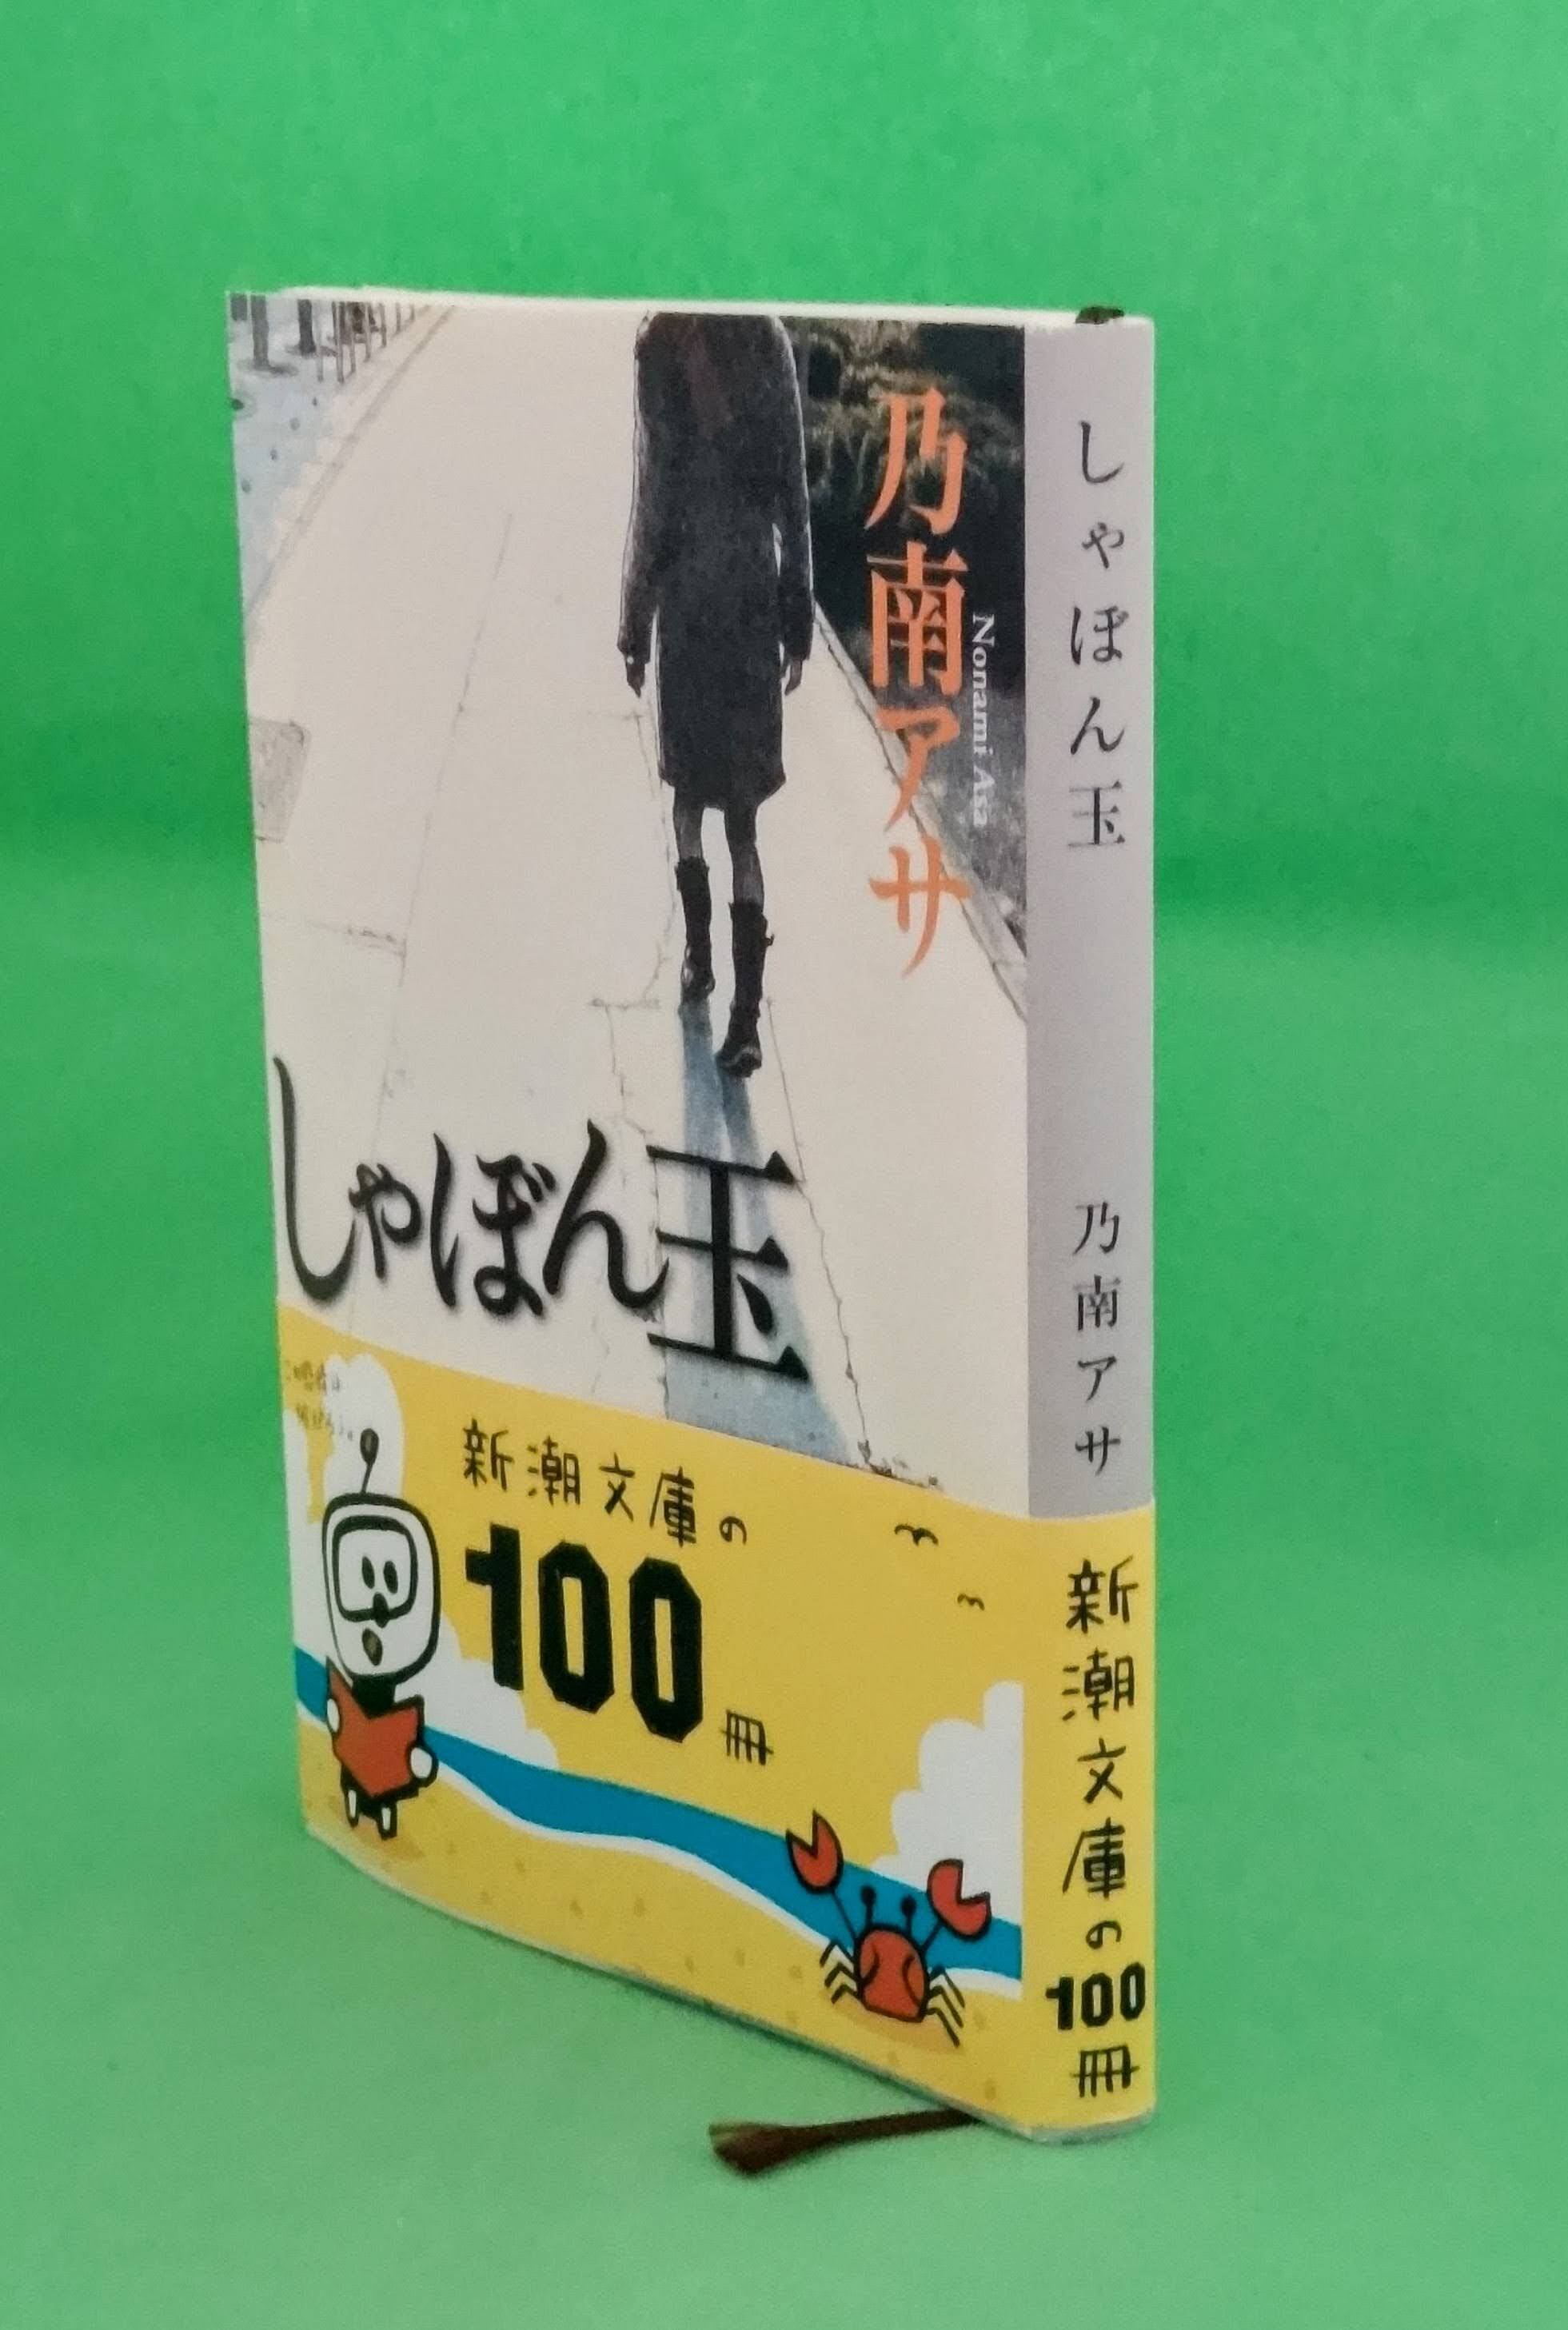 乃南アサ
Nonami Asa
しゃぼん玉
新潮文庫の
100冊
しゃぼん玉
乃南アサ
新潮文庫の100冊